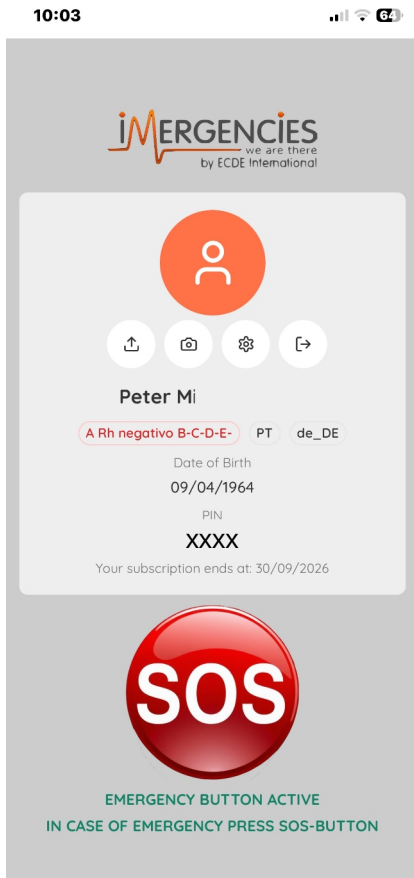 10:03
64
iMERGENCIES
we are there
by ECDE International
Peter Mi
A Rh negativo B-C-D-E- PT de_DE
Date of Birth
09/04/1964
PIN
XXXX
Your subscription ends at: 30/09/2026
SOS
EMERGENCY BUTTON ACTIVE
IN CASE OF EMERGENCY PRESS SOS-BUTTON